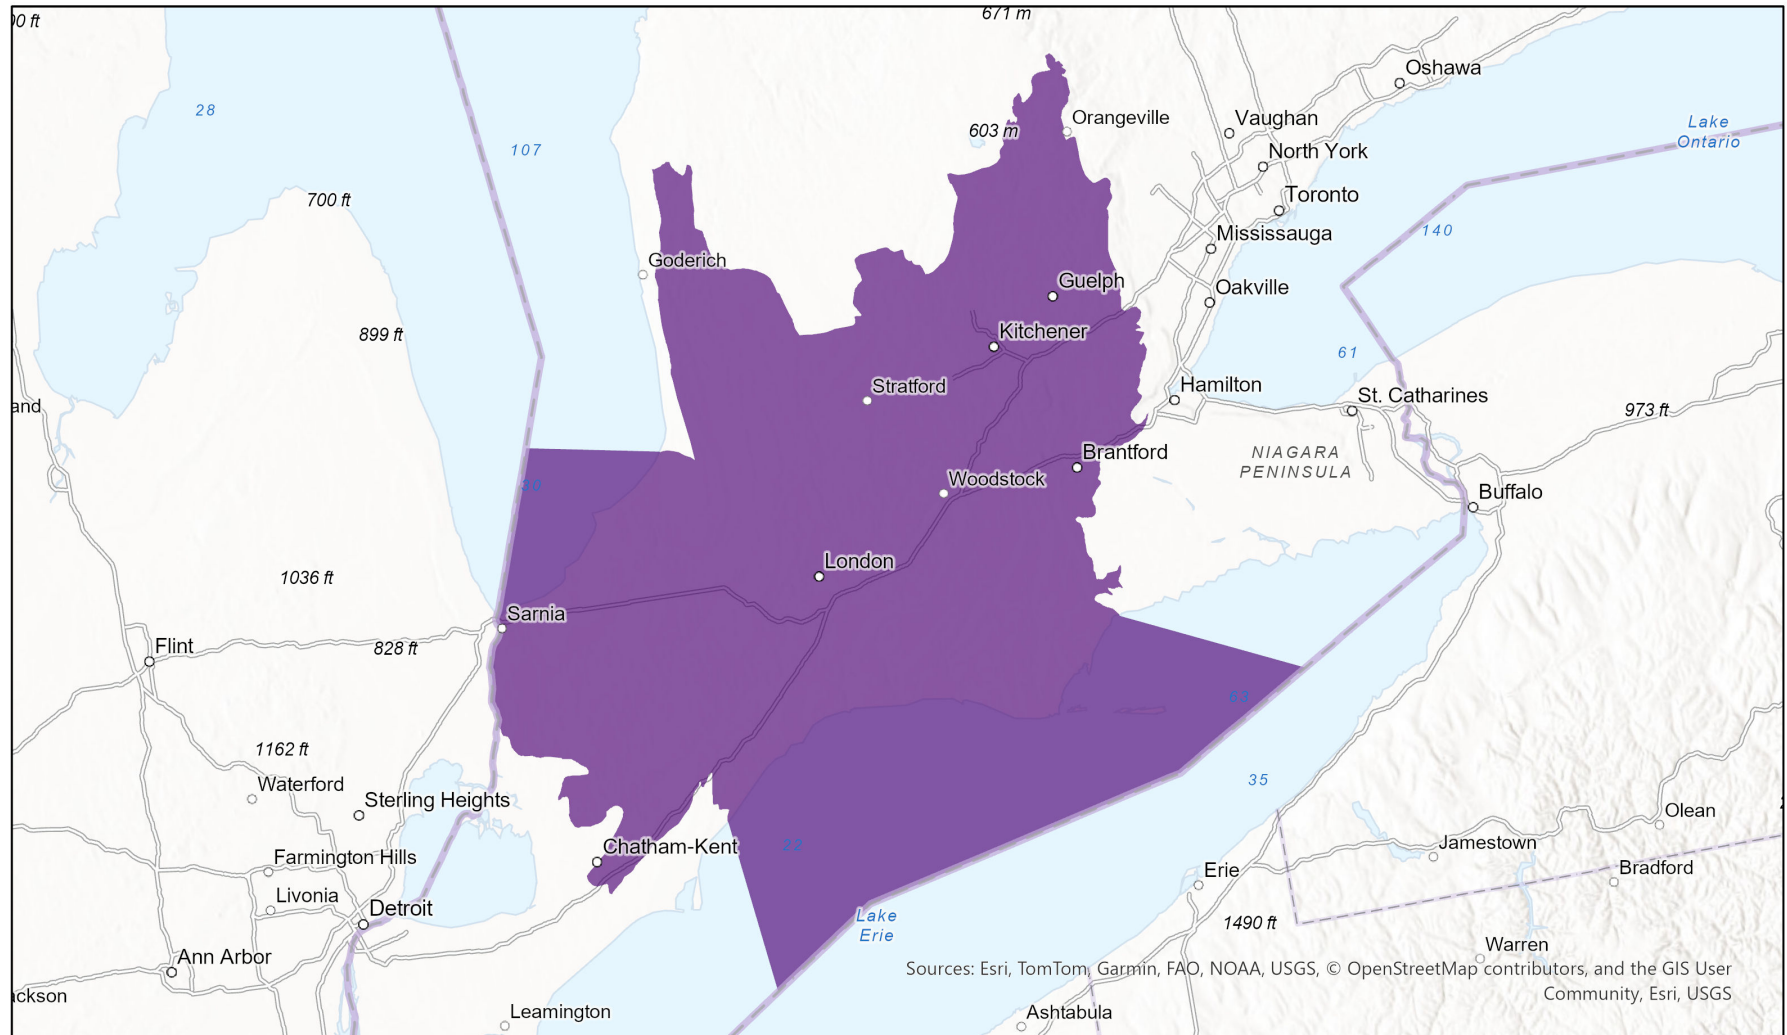 00 ft
671 m
Oshawa
28
107
603 m
Orangeville
Vaughan
Lake
Ontario
North York
700 ft
Toronto
140
Mississauga
Goderich
Guelph
Oakville
899 ft
Kitchener
61
Stratford
Hamilton
St. Catharines
973 ft
and
Brantford
NIAGARA
PENINSULA
Woodstock
30
Buffalo
London
1036 ft
Sarnia
Flint
828 ft
63
1162 ft
Waterford
Sterling Heights
35
Olean
Farmington Hills
Chatham-Kent
77
Jamestown
Erie
Bradford
Livonia
Detroit
Lake
Erie
1490 ft
Warren
Ann Arbor
Sources: Esri, TomTom, Garmin, FAO, NOAA, USGS, © OpenStreetMap contributors, and the GIS User
Community, Esri, USGS
ckson
Leamington
Ashtabula